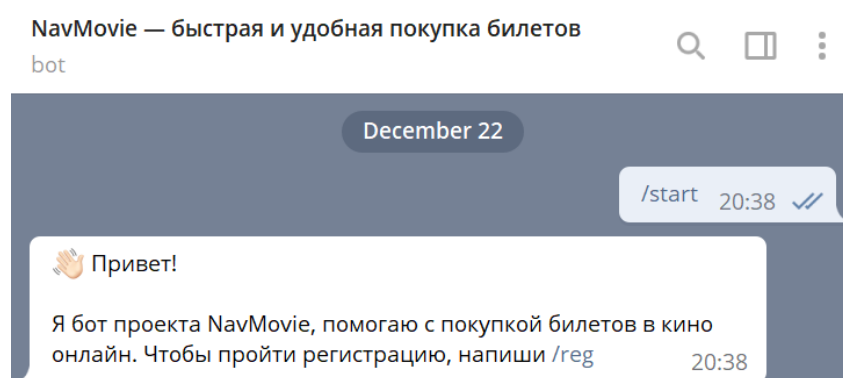 NavMovie — быстрая и удобная покупка билетов
bot
December 22
/start 20:38
👋🏻 Привет!
Я бот проекта NavMovie, помогаю с покупкой билетов в кино
онлайн. Чтобы пройти регистрацию, напиши /reg 20:38